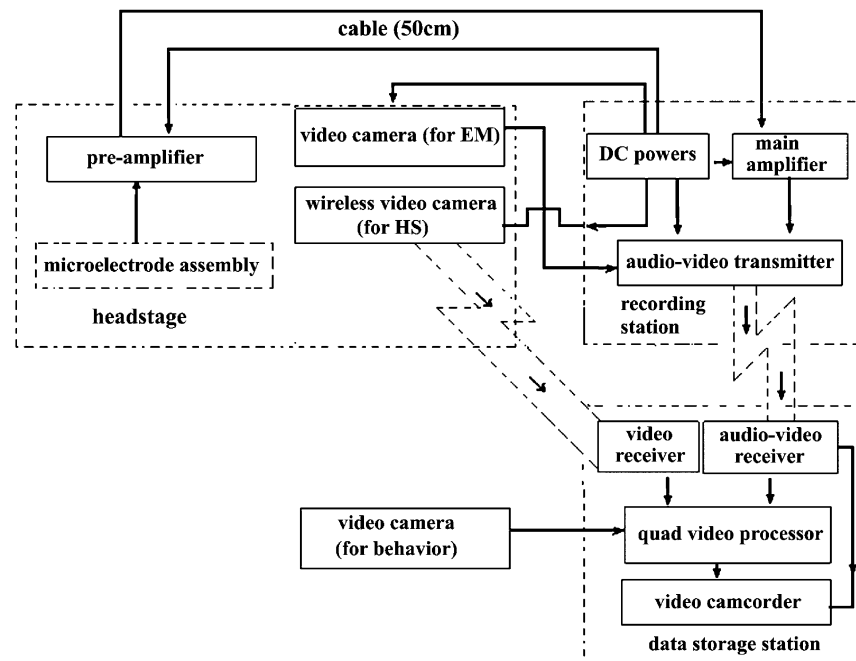 cable (50cm)
video camera (for EM)
pre-amplifier
DC powers
main
amplifier
wireless video camera
(for HS)
microelectrode assembly
audio-video transmitter
headstage
recording
station
video
receiver
audio-video
receiver
video camera
(for behavior)
quad video processor
video camcorder
data storage station